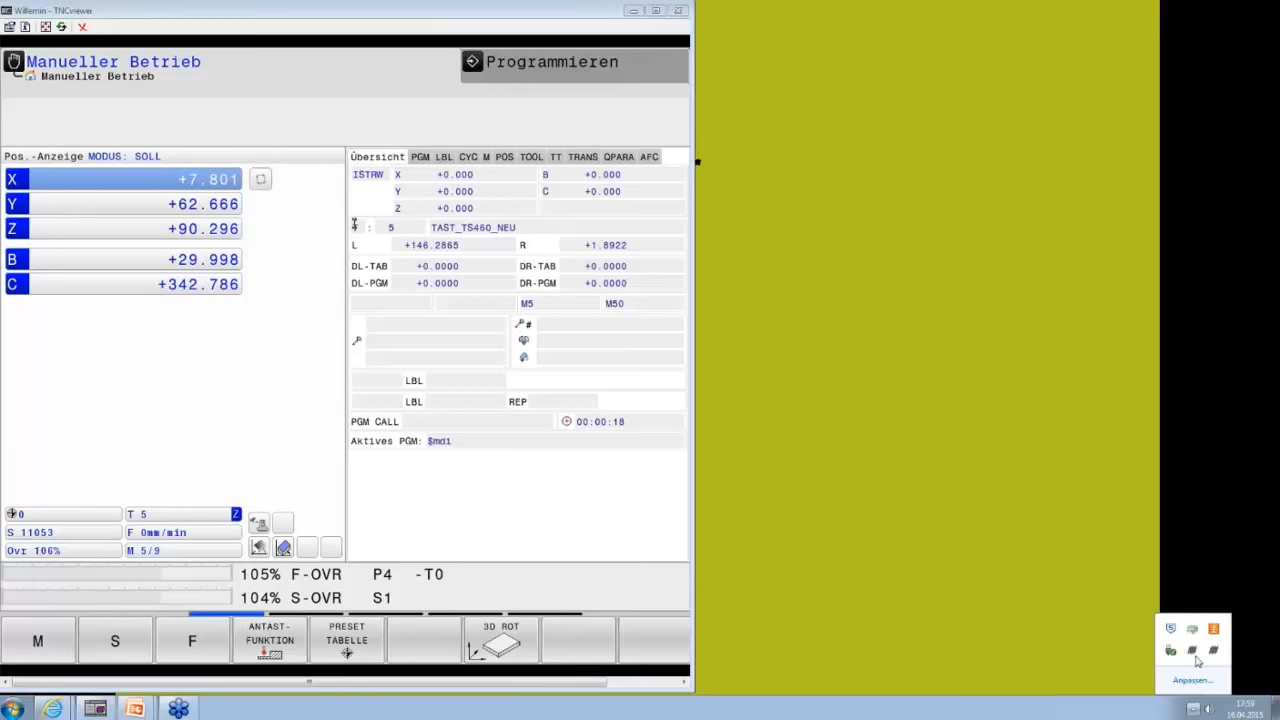 Willemin - TNCviewer
Manueller Betrieb
Manueller Betrieb
Programmieren
Pos.-Anzeige MODUS: SOLL
X +7.801
Y +62.666
Z +90.296
B +29.998
C +342.786
Übersicht PGM LBL CYC M POS TOOL TT TRANS QPARA AFC
ISTRW X +0.000 B +0.000
Y +0.000 C +0.000
Z +0.000
: 5 TAST_TS460_NEU
L +146.2865 R +1.8922
DL-TAB +0.0000 DR-TAB +0.0000
DL-PGM +0.0000 DR-PGM +0.0000
M5 M50
#
LBL
LBL REP
PGM CALL 00:00:18
Aktives PGM: $mdi
0 T 5 Z
S 11053 F 0mm/min
Ovr 106% M 5/9
105% F-OVR P4 -T0
104% S-OVR S1
M
S
F
ANTAST-
FUNKTION
PRESET
TABELLE
3D ROT
Anpassen...
17:59
16.04.2015